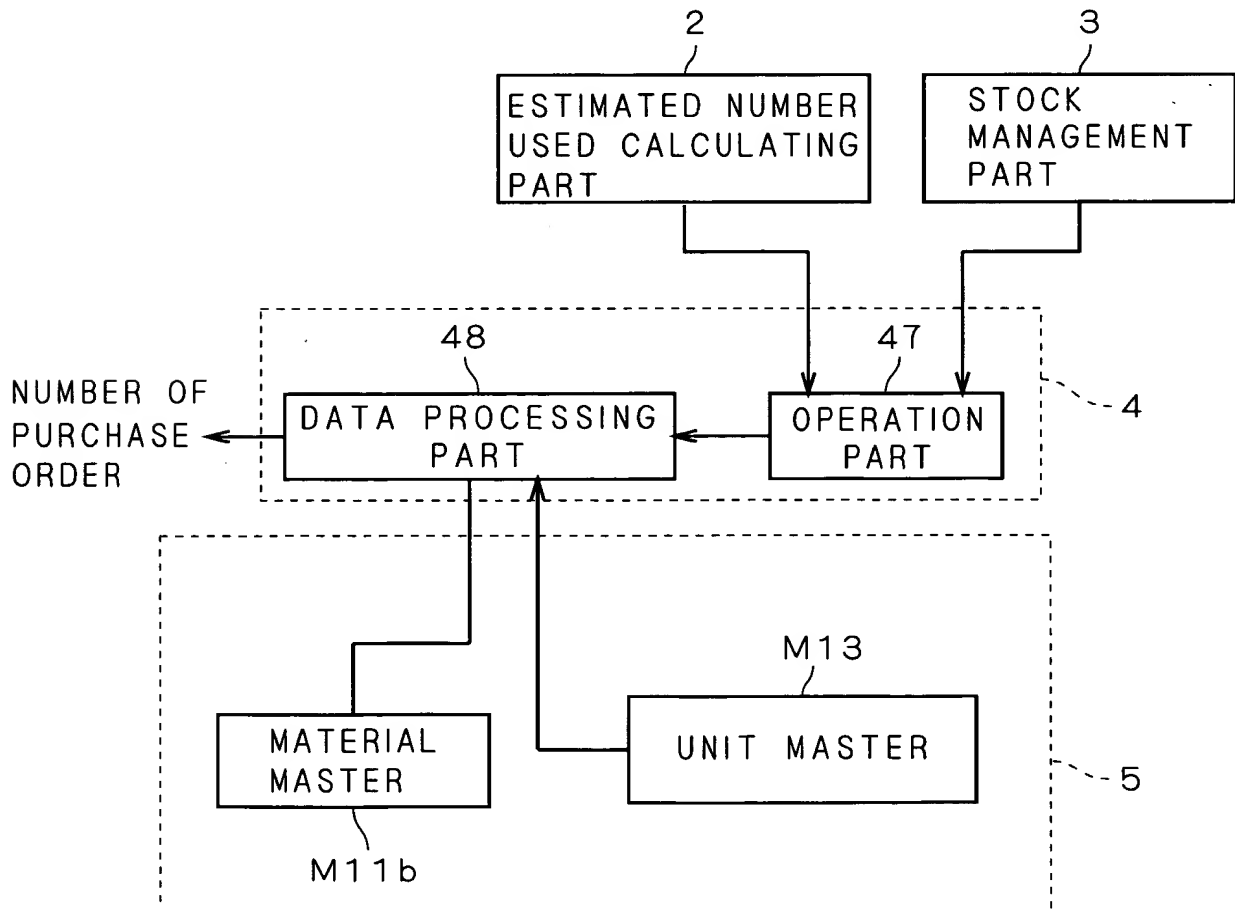 2
3
ESTIMATED NUMBER
USED CALCULATING
PART
STOCK
MANAGEMENT
PART
48
47
NUMBER OF
PURCHASE
ORDER
DATA PROCESSING
PART
OPERATION
PART
4
M13
MATERIAL
MASTER
UNIT MASTER
5
M11b